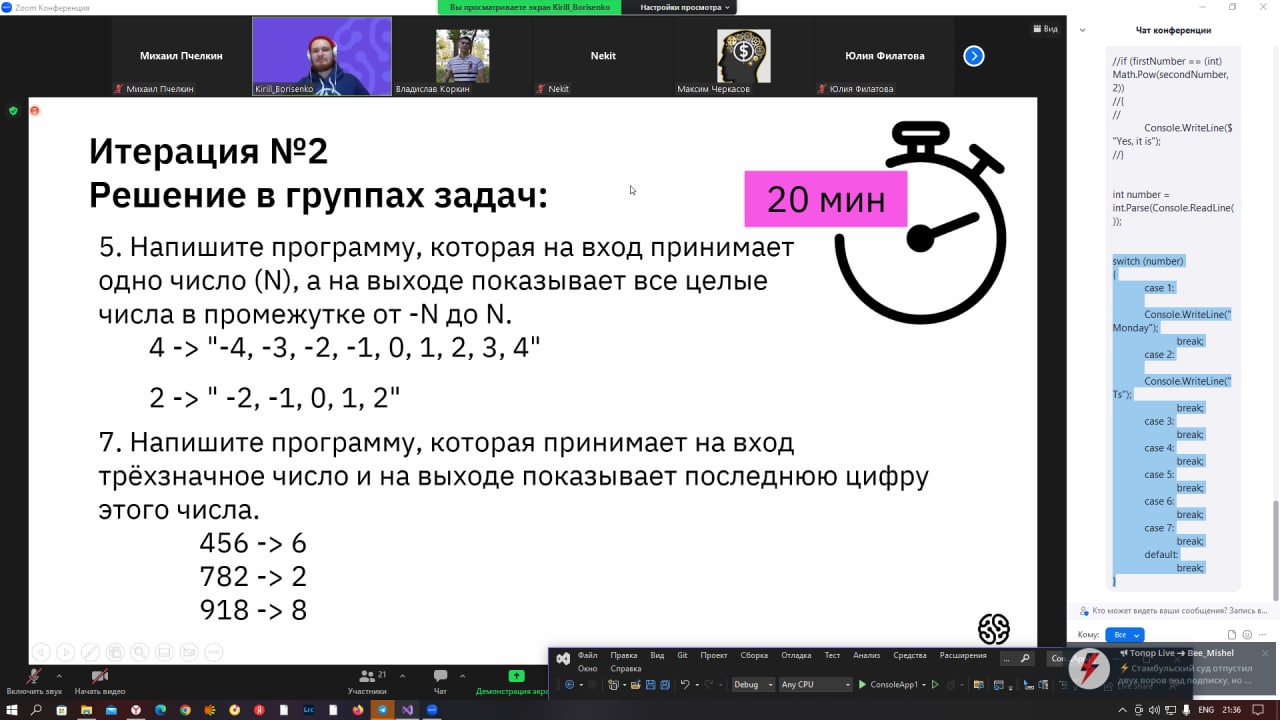 Zoom Конференция
Вы просматриваете экран Kirill_Borisenko
Настройки просмотра
Вид
Михаил Пчелкин
Nekit
Юлия Филатова
Михаил Пчелкин
Kirill_Borisenko
Владислав Коркин
Nekit
Максим Черкасов
Юлия Филатова
Итерация №2
Решение в группах задач:
20 мин
5. Напишите программу, которая на вход принимает
одно число (N), а на выходе показывает все целые
числа в промежутке от -N до N.
4 -> "-4, -3, -2, -1, 0, 1, 2, 3, 4"
2 -> " -2, -1, 0, 1, 2"
7. Напишите программу, которая принимает на вход
трёхзначное число и на выходе показывает последнюю цифру
этого числа.
456 -> 6
782 -> 2
918 -> 8
Чат конференции
//if (firstNumber == (int)
Math.Pow(secondNumber,
2))
//{
//
Console.WriteLine($
"Yes, it is");
//}
int number =
int.Parse(Console.ReadLine(
));
switch (number)
{
case 1:
Console.WriteLine("
Monday");
break;
case 2:
Console.WriteLine("
Ts");
break;
case 3:
break;
case 4:
break;
case 5:
break;
case 6:
break;
case 7:
break;
default:
break;
}
Кто может видеть ваши сообщения? Запись в...
Кому: Все
Включить звук
Начать видео
21
Участники
Чат
Демонстрация экра
Файл Правка Вид Git Проект Сборка Отладка Тест Анализ Средства Расширения
Окно Справка
Debug Any CPU ConsoleApp1
Топор Live ➔ Bee_Mishel
Стамбульский суд отпустил
двух воров под подписку, но ...
Lrc
ENG 21:36